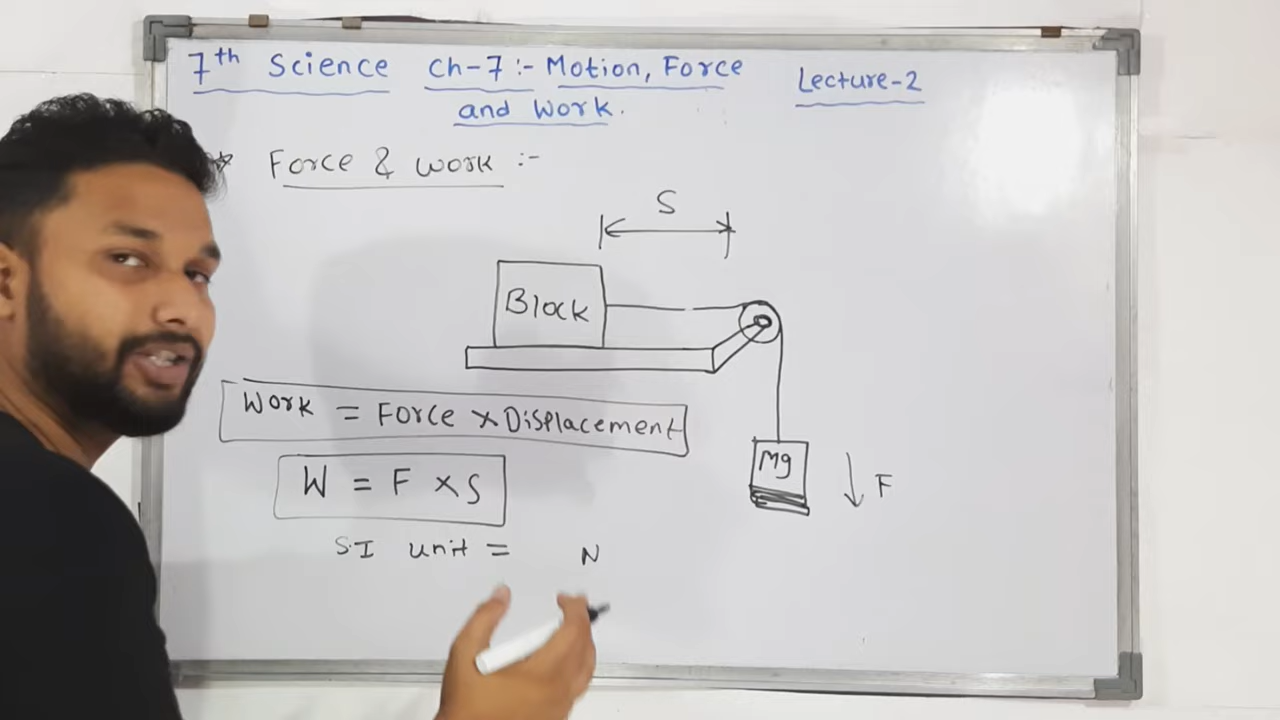 7th Science Ch-7:- Motion, Force Lecture-2
and Work.
☆ Force & Work :-
S
Block
Work = Force × Displacement
Mg
W = F × S
F
S.I unit = N